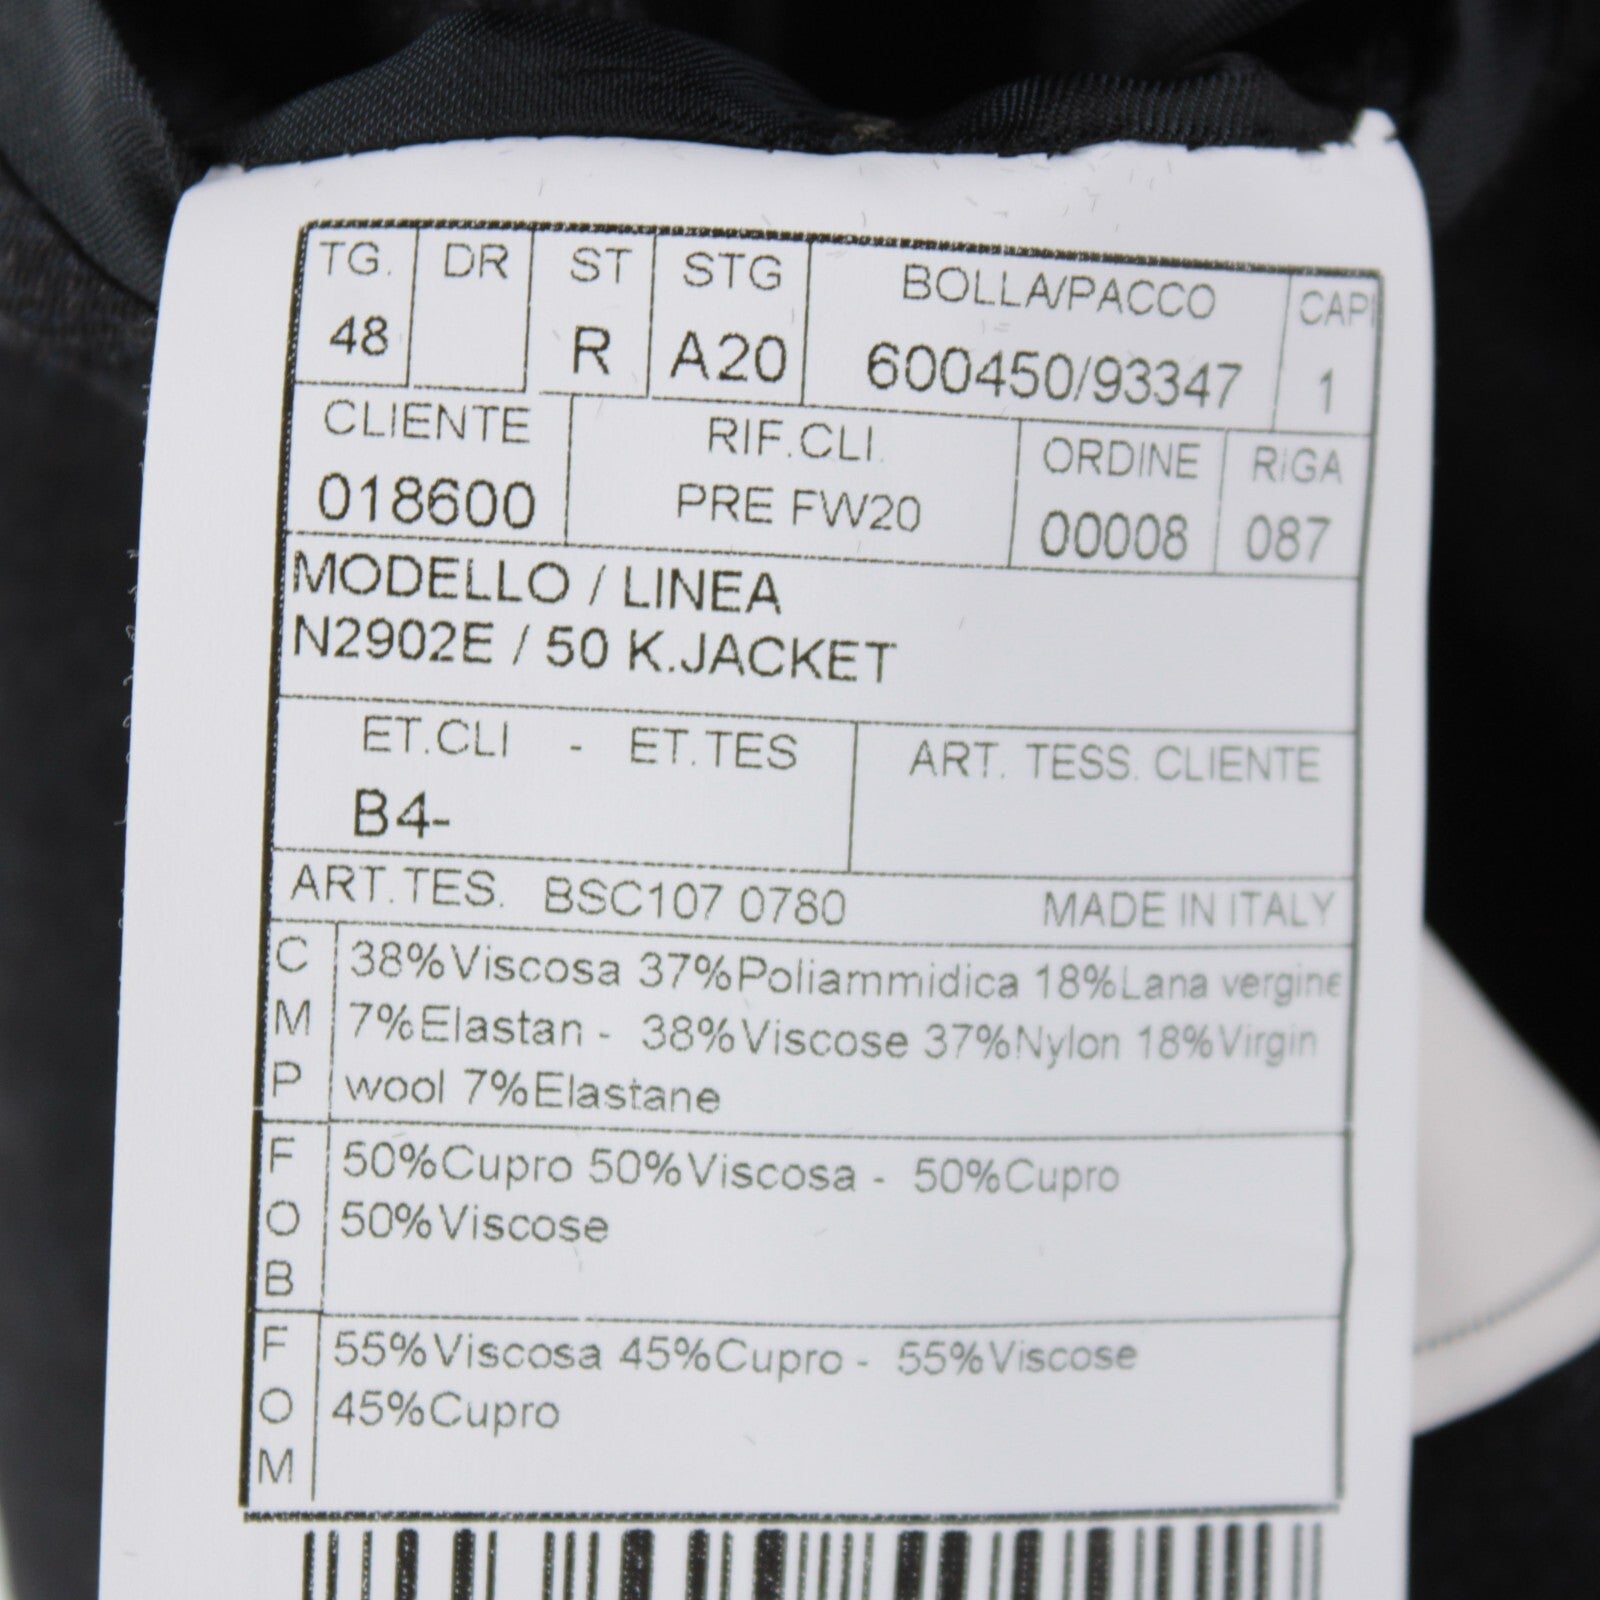 TG. DR ST STG BOLLA/PACCO CAPI
48 R A20 600450/93347 1
CLIENTE RIF.CLI. ORDINE RIGA
018600 PRE FW20 00008 087
MODELLO / LINEA
N2902E / 50 K.JACKET
ET.CLI - ET.TES ART. TESS. CLIENTE
B4-
ART.TES. BSC107 0780 MADE IN ITALY
C 38%Viscosa 37%Poliammidica 18%Lana vergine
M 7%Elastan - 38%Viscose 37%Nylon 18%Virgin
P wool 7%Elastane
F 50%Cupro 50%Viscosa - 50%Cupro
O 50%Viscose
B
F 55%Viscosa 45%Cupro - 55%Viscose
O 45%Cupro
M